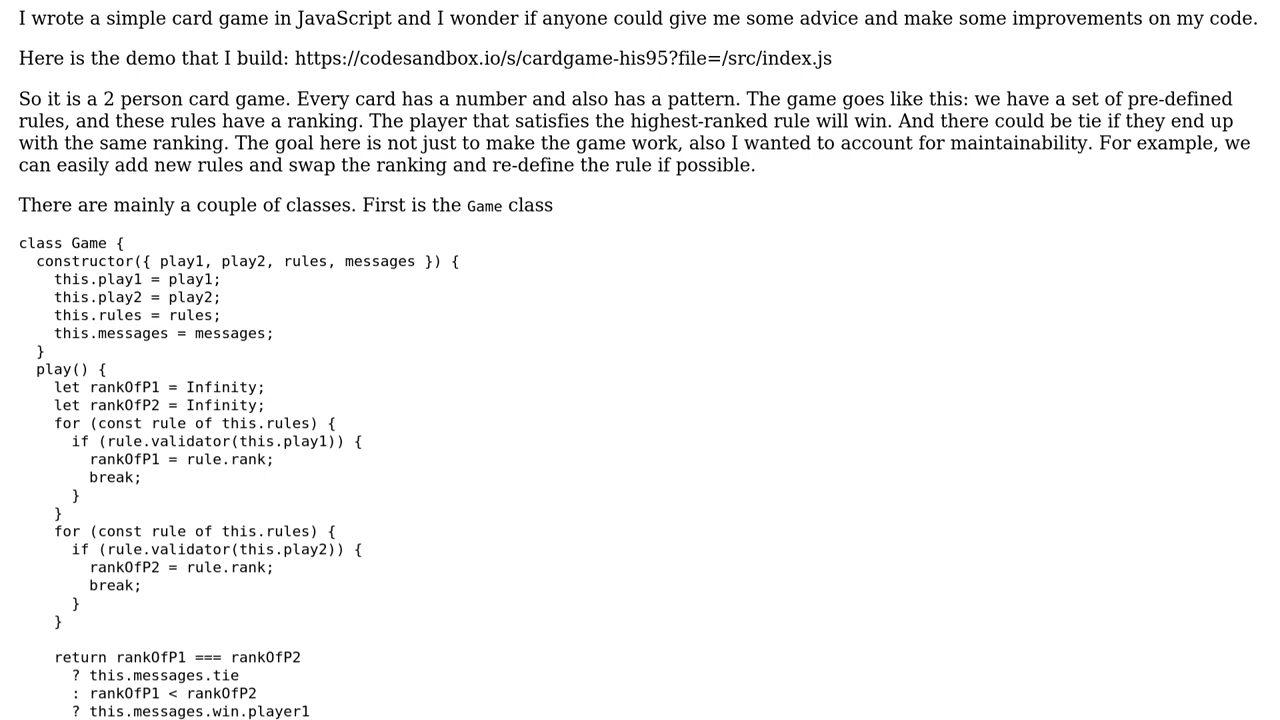 I wrote a simple card game in JavaScript and I wonder if anyone could give me some advice and make some improvements on my code.
Here is the demo that I build: https://codesandbox.io/s/cardgame-his95?file=/src/index.js
So it is a 2 person card game. Every card has a number and also has a pattern. The game goes like this: we have a set of pre-defined
rules, and these rules have a ranking. The player that satisfies the highest-ranked rule will win. And there could be tie if they end up
with the same ranking. The goal here is not just to make the game work, also I wanted to account for maintainability. For example, we
can easily add new rules and swap the ranking and re-define the rule if possible.
There are mainly a couple of classes. First is the Game class
class Game {
  constructor({ play1, play2, rules, messages }) {
    this.play1 = play1;
    this.play2 = play2;
    this.rules = rules;
    this.messages = messages;
  }
  play() {
    let rankOfP1 = Infinity;
    let rankOfP2 = Infinity;
    for (const rule of this.rules) {
      if (rule.validator(this.play1)) {
        rankOfP1 = rule.rank;
        break;
      }
    }
    for (const rule of this.rules) {
      if (rule.validator(this.play2)) {
        rankOfP2 = rule.rank;
        break;
      }
    }
    return rankOfP1 === rankOfP2
      ? this.messages.tie
      : rankOfP1 < rankOfP2
      ? this.messages.win.player1